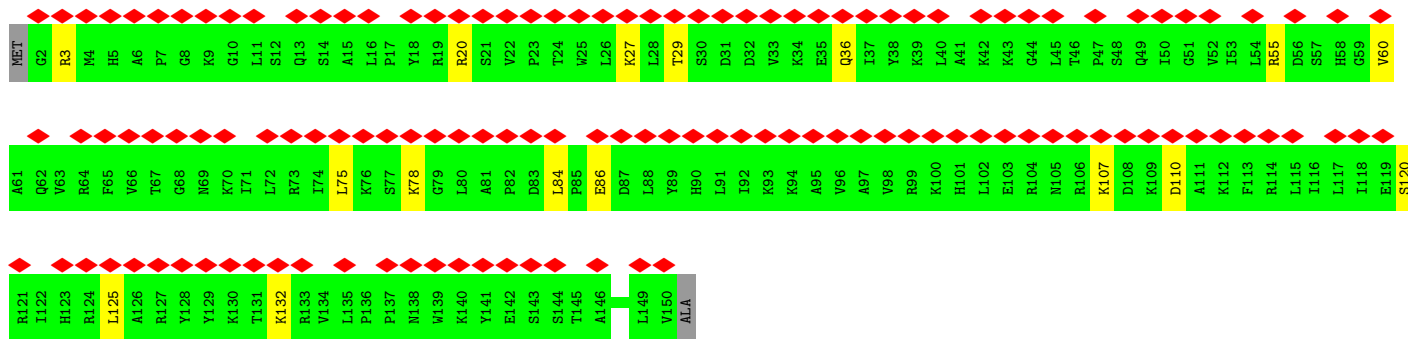 MET G2 R3 M4 H5 A6 P7 G8 K9 G10 L11 S12 Q13 S14 A15 L16 P17 Y18 R19 R20 S21 V22 P23 T24 W25 L26 K27 L28 T29 S30 D31 D32 V33 K34 E35 Q36 I37 Y38 K39 L40 A41 K42 K43 G44 L45 T46 P47 S48 Q49 I50 G51 V52 I53 L54 R55 D56 S57 H58 G59 V60
A61 Q62 V63 R64 F65 V66 T67 G68 N69 K70 I71 L72 R73 I74 L75 K76 S77 K78 G79 L80 A81 P82 D83 L84 P85 E86 D87 L88 Y89 H90 L91 I92 K93 K94 A95 V96 A97 V98 R99 K100 H101 L102 E103 R104 N105 R106 K107 D108 K109 D110 A111 K112 F113 R114 L115 I116 L117 I118 E119 S120
R121 I122 H123 R124 L125 A126 R127 Y128 Y129 K130 T131 K132 R133 V134 L135 P136 P137 N138 W139 K140 Y141 E142 S143 S144 T145 A146 L149 V150 ALA